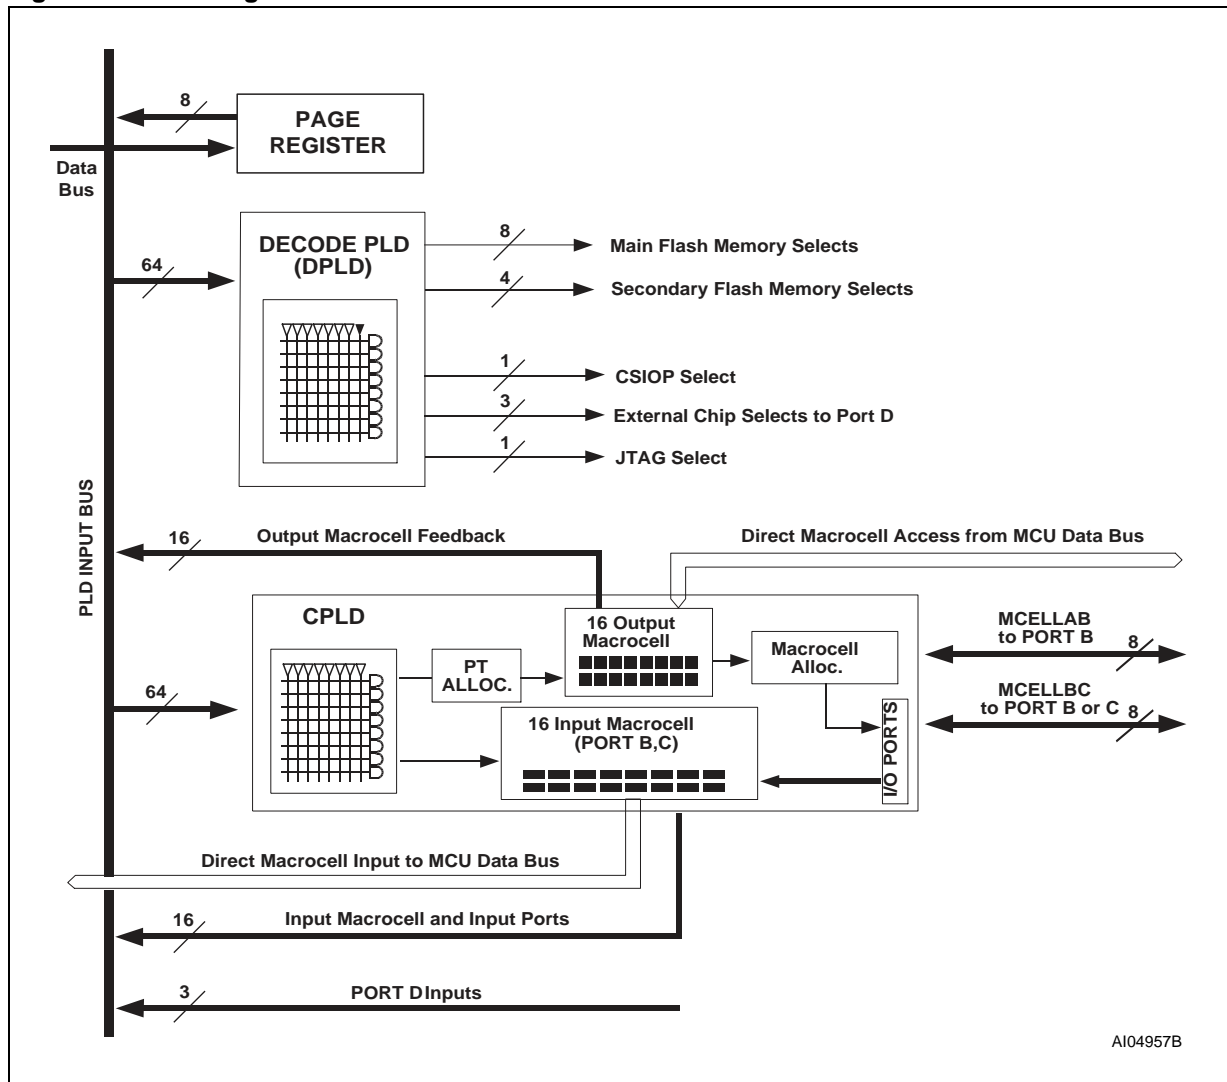 8
PAGE
REGISTER
Data
Bus
DECODE PLD
(DPLD)
64
8
Main Flash Memory Selects
4
Secondary Flash Memory Selects
1
CSIOP Select
3
External Chip Selects to Port D
1
JTAG Select
PLD INPUT BUS
16
Output Macrocell Feedback
Direct Macrocell Access from MCU Data Bus
CPLD
16 Output
Macrocell
MCELLAB
to PORT B
8
PT
ALLOC.
Macrocell
Alloc.
64
MCELLBC
to PORT B or C
8
16 Input Macrocell
(PORT B,C)
I/O PORTS
Direct Macrocell Input to MCU Data Bus
16
Input Macrocell and Input Ports
3
PORT D Inputs
AI04957B